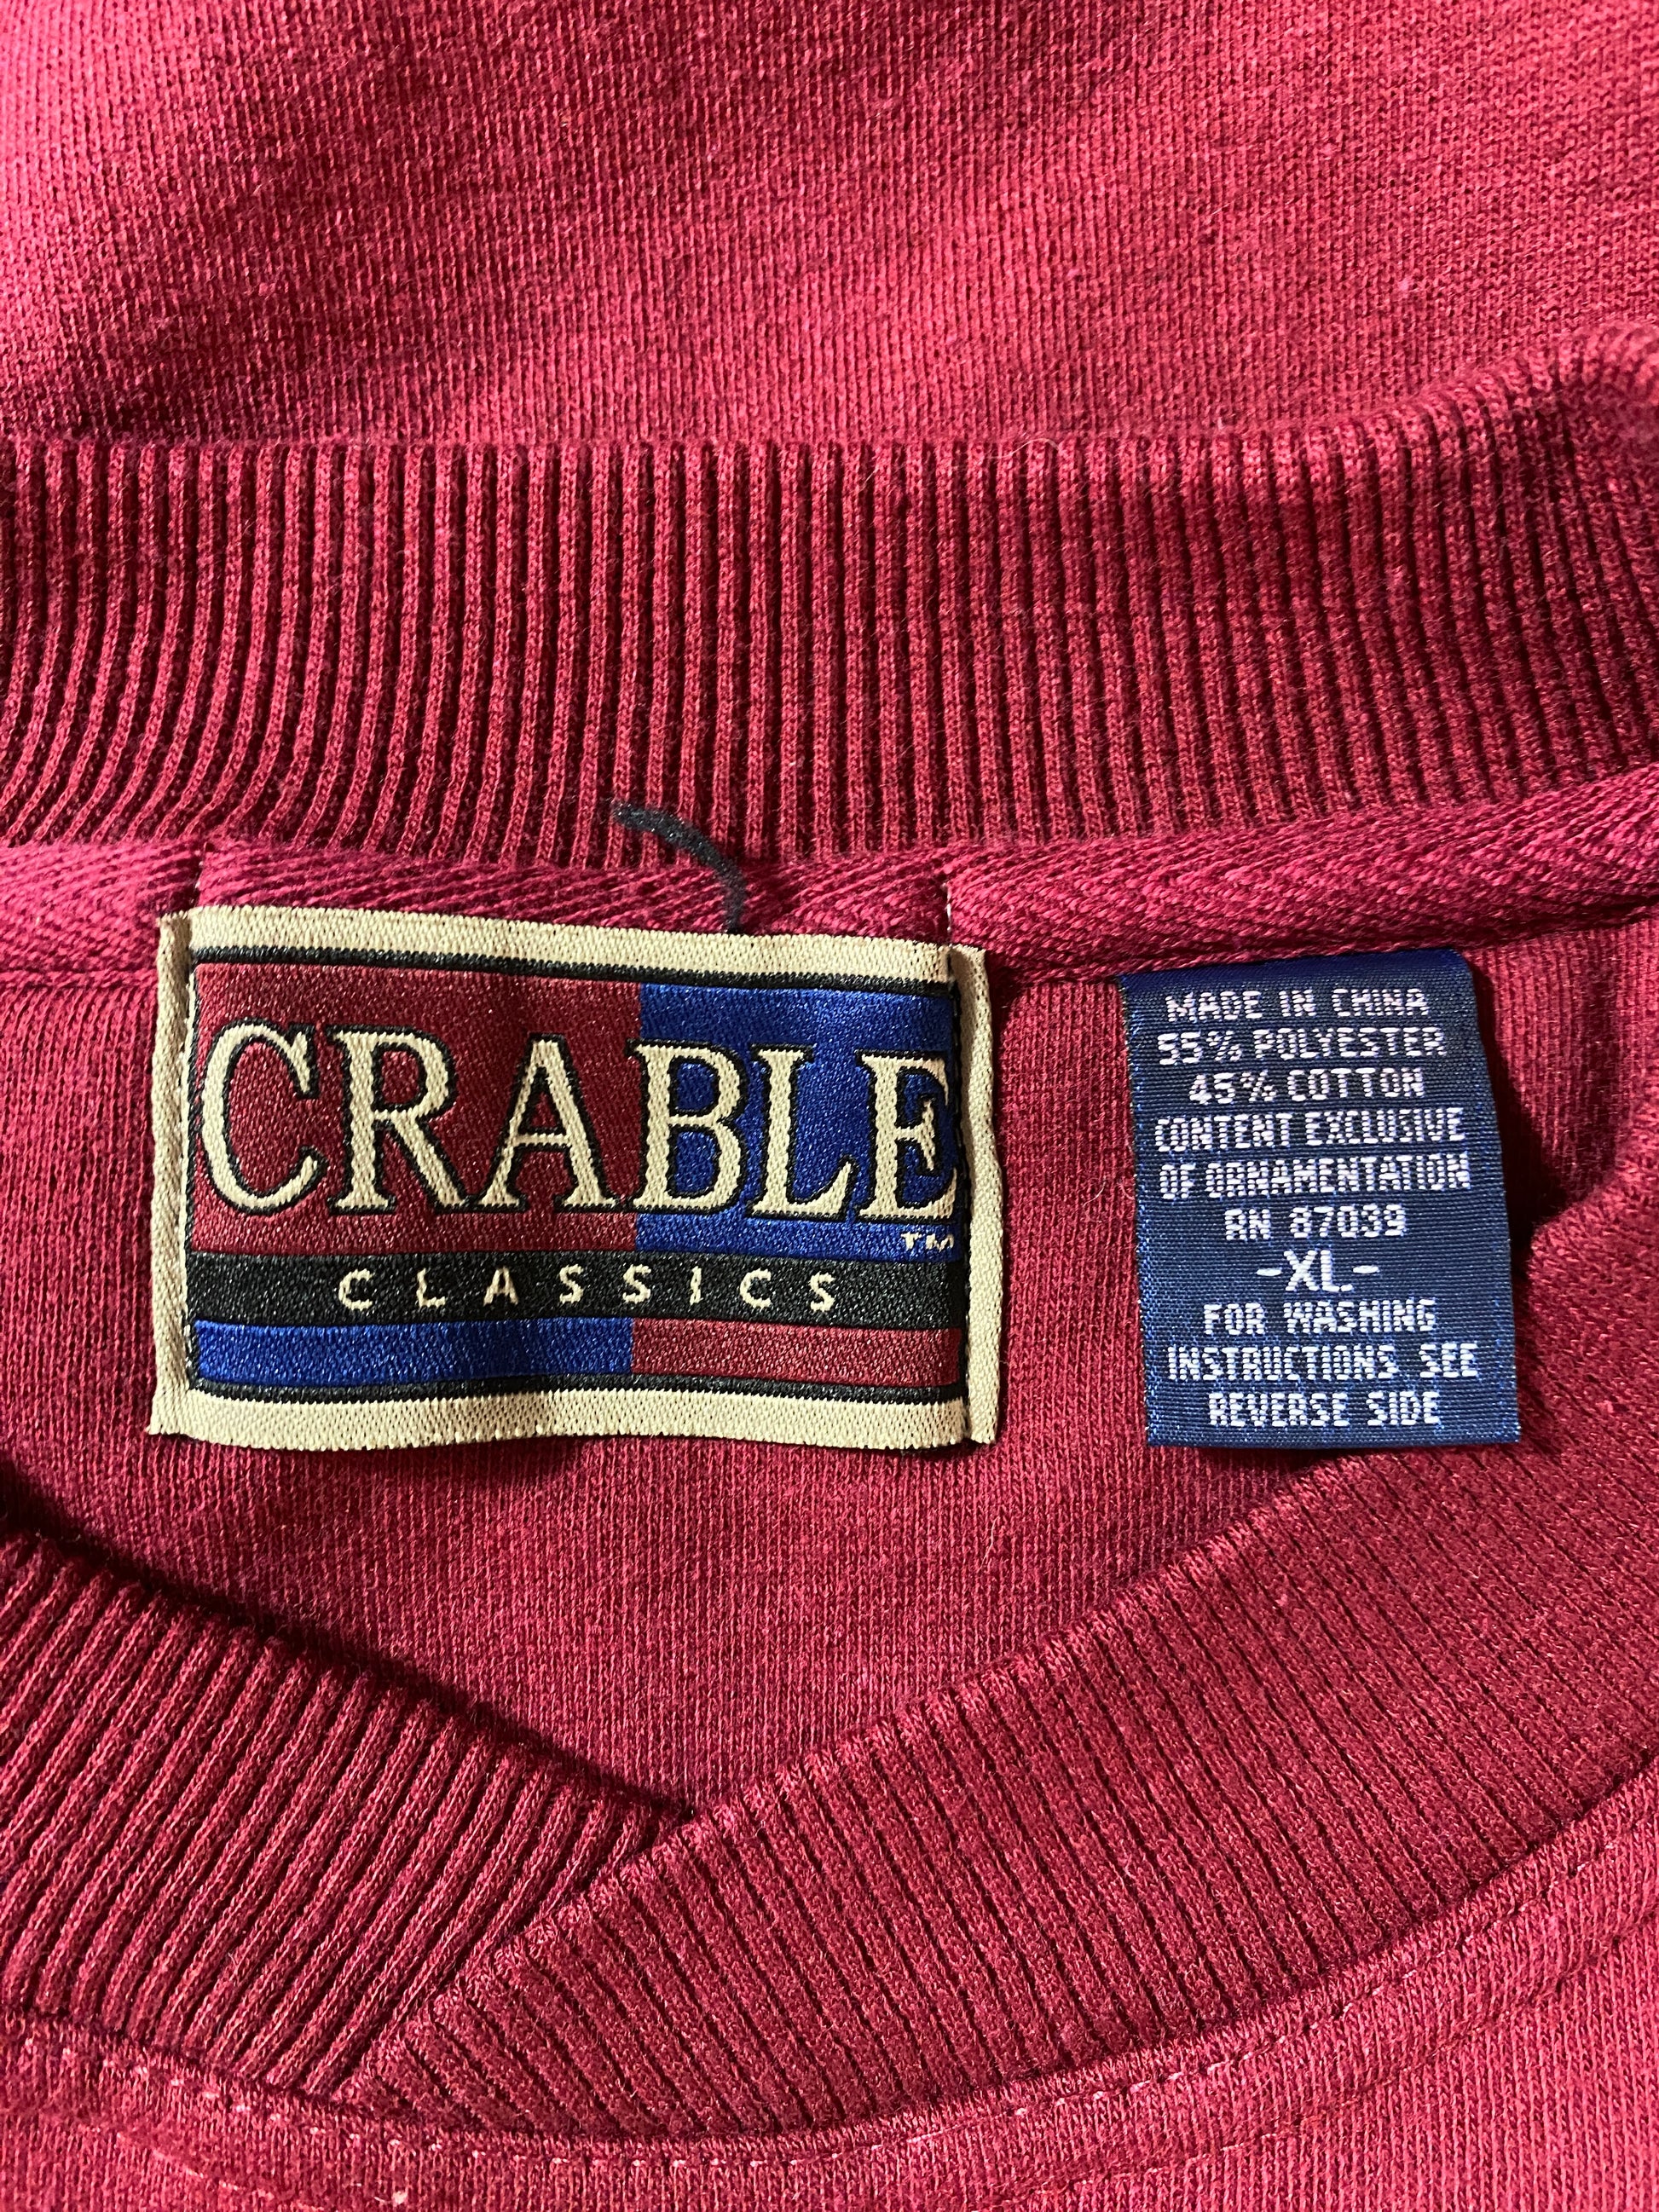 CRABLE
TM
CLASSICS
MADE IN CHINA
55% POLYESTER
45% COTTON
CONTENT EXCLUSIVE
OF ORNAMENTATION
RN 87039
-XL-
FOR WASHING
INSTRUCTIONS SEE
REVERSE SIDE